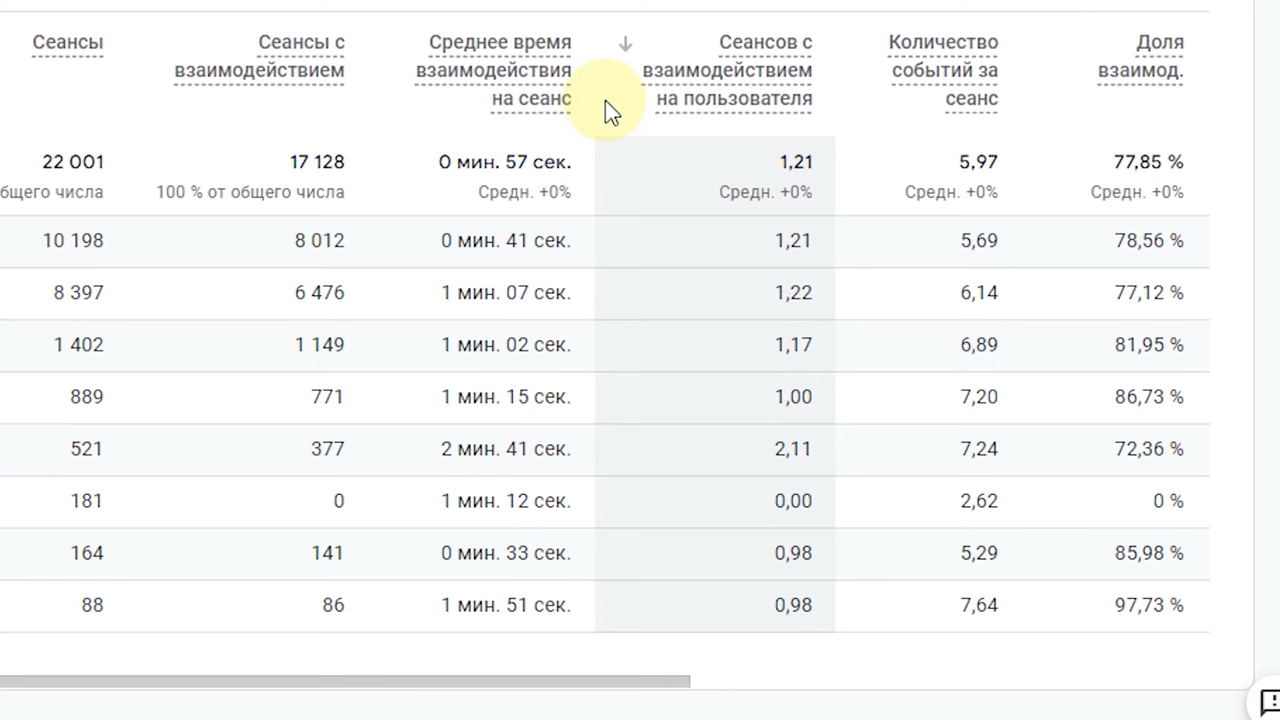 Сеансы Сеансы с взаимодействием Среднее время взаимодействия на сеанс Сеансов с взаимодействием на пользователя Количество событий за сеанс Доля взаимод.
22 001 17 128 0 мин. 57 сек. 1,21 5,97 77,85 %
числа 100 % от общего числа Средн. +0% Средн. +0% Средн. +0% Средн. +0%
10 198 8 012 0 мин. 41 сек. 1,21 5,69 78,56 %
8 397 6 476 1 мин. 07 сек. 1,22 6,14 77,12 %
1 402 1 149 1 мин. 02 сек. 1,17 6,89 81,95 %
889 771 1 мин. 15 сек. 1,00 7,20 86,73 %
521 377 2 мин. 41 сек. 2,11 7,24 72,36 %
181 0 1 мин. 12 сек. 0,00 2,62 0 %
164 141 0 мин. 33 сек. 0,98 5,29 85,98 %
88 86 1 мин. 51 сек. 0,98 7,64 97,73 %